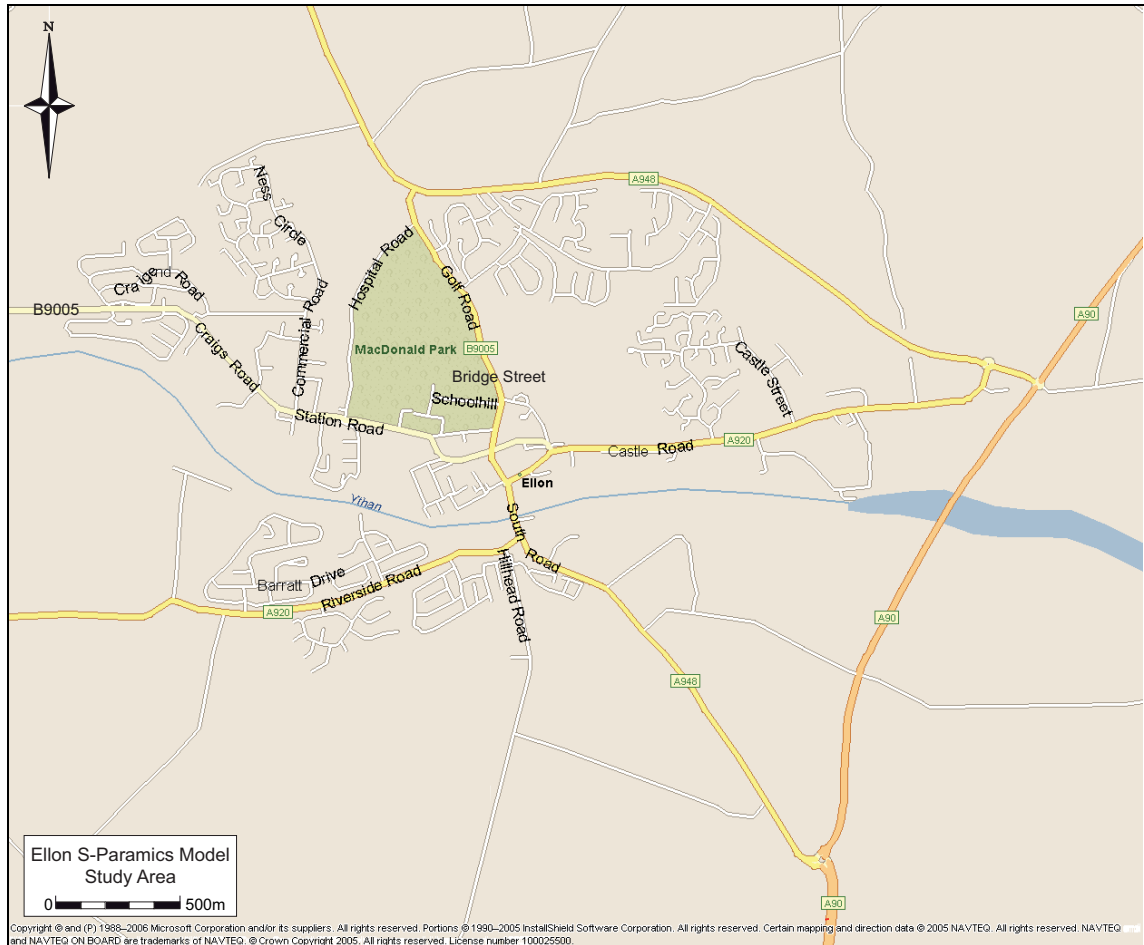 N
A948
Ness Circle
Hospital Road
Craige nd Road
B9005
Golf Road
A90
Craigs Road
Commercial Road
MacDonald Park
B9005
Bridge Street
Castle Street
Schoolhill
Station Road
Castle Road
A920
Ellon
Ythan
South Road
Hillhead Road
Barratt Drive
Riverside Road
A920
A90
A948
Ellon S-Paramics Model
Study Area
0 500m
A90
Copyright © and (P) 1988–2006 Microsoft Corporation and/or its suppliers. All rights reserved. Portions © 1990–2005 InstallShield Software Corporation. All rights reserved. Certain mapping and direction data © 2005 NAVTEQ. All rights reserved. NAVTEQ
and NAVTEQ ON BOARD are trademarks of NAVTEQ. © Crown Copyright 2005. All rights reserved. License number 100025500.